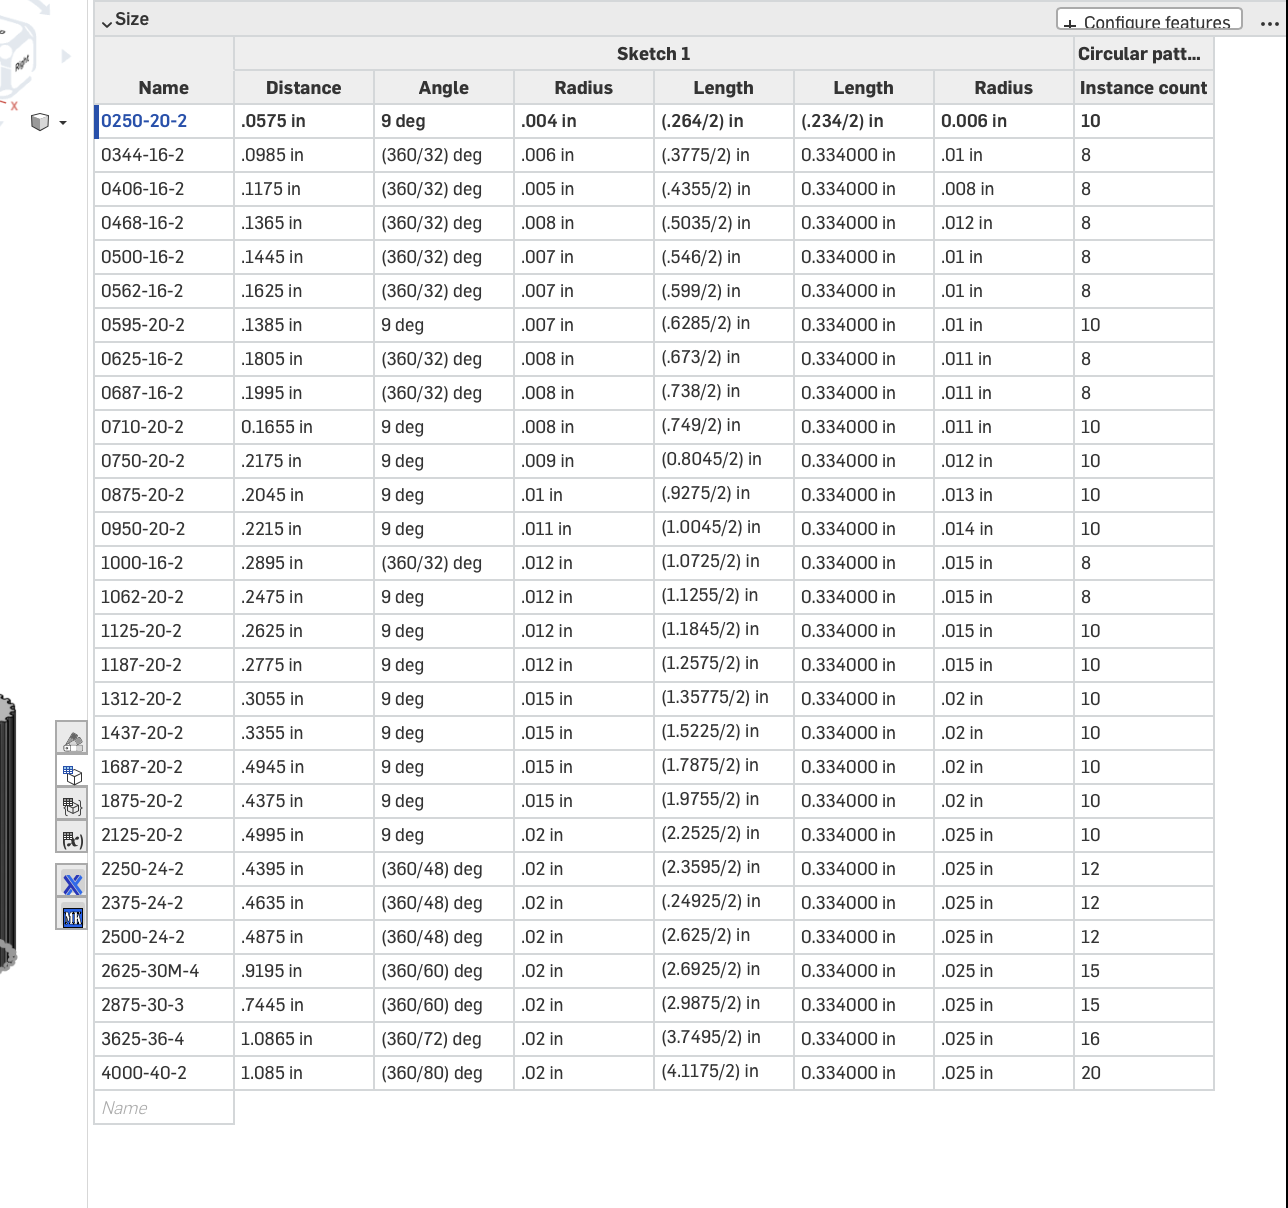 Size
+ Configure features ...
Right
x
Sketch 1 Circular patt...
Name Distance Angle Radius Length Length Radius Instance count
0250-20-2 .0575 in 9 deg .004 in (.264/2) in (.234/2) in 0.006 in 10
0344-16-2 .0985 in (360/32) deg .006 in (.3775/2) in 0.334000 in .01 in 8
0406-16-2 .1175 in (360/32) deg .005 in (.4355/2) in 0.334000 in .008 in 8
0468-16-2 .1365 in (360/32) deg .008 in (.5035/2) in 0.334000 in .012 in 8
0500-16-2 .1445 in (360/32) deg .007 in (.546/2) in 0.334000 in .01 in 8
0562-16-2 .1625 in (360/32) deg .007 in (.599/2) in 0.334000 in .01 in 8
0595-20-2 .1385 in 9 deg .007 in (.6285/2) in 0.334000 in .01 in 10
0625-16-2 .1805 in (360/32) deg .008 in (.673/2) in 0.334000 in .011 in 8
0687-16-2 .1995 in (360/32) deg .008 in (.738/2) in 0.334000 in .011 in 8
0710-20-2 0.1655 in 9 deg .008 in (.749/2) in 0.334000 in .011 in 10
0750-20-2 .2175 in 9 deg .009 in (0.8045/2) in 0.334000 in .012 in 10
0875-20-2 .2045 in 9 deg .01 in (.9275/2) in 0.334000 in .013 in 10
0950-20-2 .2215 in 9 deg .011 in (1.0045/2) in 0.334000 in .014 in 10
1000-16-2 .2895 in (360/32) deg .012 in (1.0725/2) in 0.334000 in .015 in 8
1062-20-2 .2475 in 9 deg .012 in (1.1255/2) in 0.334000 in .015 in 8
1125-20-2 .2625 in 9 deg .012 in (1.1845/2) in 0.334000 in .015 in 10
1187-20-2 .2775 in 9 deg .012 in (1.2575/2) in 0.334000 in .015 in 10
1312-20-2 .3055 in 9 deg .015 in (1.35775/2) in 0.334000 in .02 in 10
1437-20-2 .3355 in 9 deg .015 in (1.5225/2) in 0.334000 in .02 in 10
1687-20-2 .4945 in 9 deg .015 in (1.7875/2) in 0.334000 in .02 in 10
1875-20-2 .4375 in 9 deg .015 in (1.9755/2) in 0.334000 in .02 in 10
2125-20-2 .4995 in 9 deg .02 in (2.2525/2) in 0.334000 in .025 in 10
2250-24-2 .4395 in (360/48) deg .02 in (2.3595/2) in 0.334000 in .025 in 12
2375-24-2 .4635 in (360/48) deg .02 in (.24925/2) in 0.334000 in .025 in 12
2500-24-2 .4875 in (360/48) deg .02 in (2.625/2) in 0.334000 in .025 in 12
2625-30M-4 .9195 in (360/60) deg .02 in (2.6925/2) in 0.334000 in .025 in 15
2875-30-3 .7445 in (360/60) deg .02 in (2.9875/2) in 0.334000 in .025 in 15
3625-36-4 1.0865 in (360/72) deg .02 in (3.7495/2) in 0.334000 in .025 in 16
4000-40-2 1.085 in (360/80) deg .02 in (4.1175/2) in 0.334000 in .025 in 20
Name
(x)
X
MK